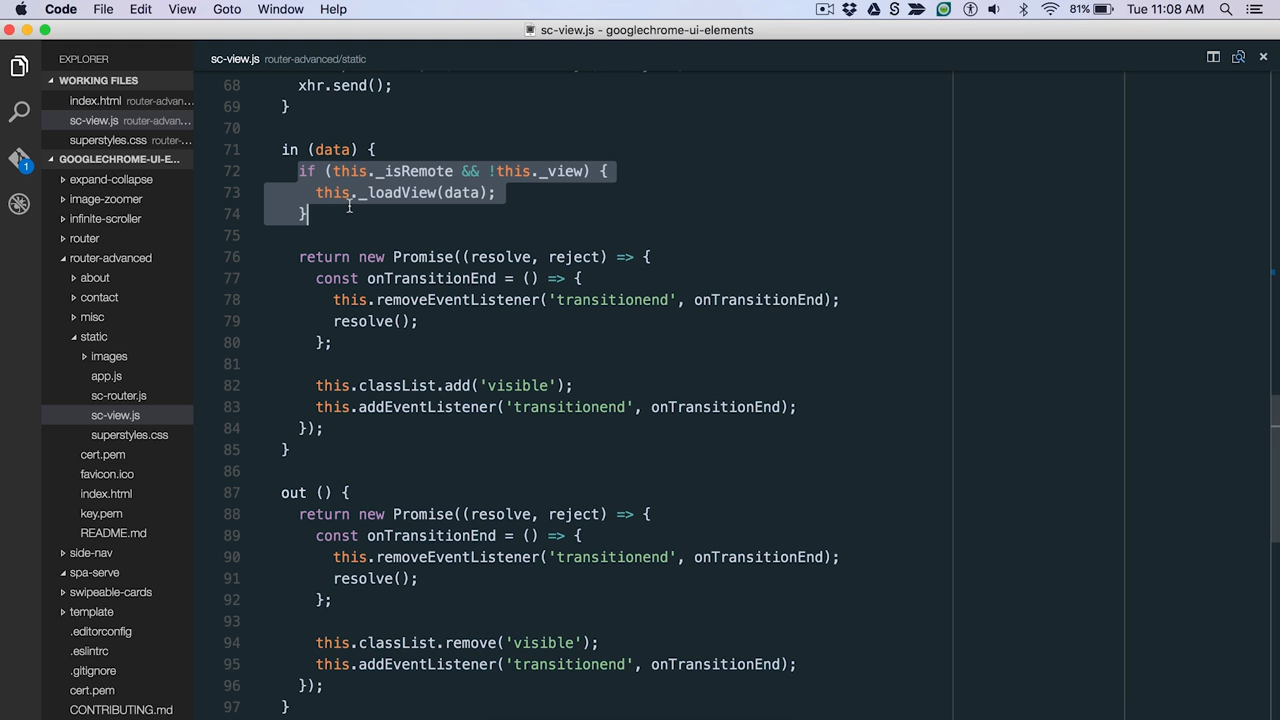 Code File Edit View Goto Window Help 81% Tue 11:08 AM
sc-view.js - googlechrome-ui-elements
EXPLORER
WORKING FILES
index.html router-advan...
sc-view.js router-advan...
superstyles.css router-...
GOOGLECHROME-UI-E...
expand-collapse
image-zoomer
infinite-scroller
router
router-advanced
about
contact
misc
static
images
app.js
sc-router.js
sc-view.js
superstyles.css
cert.pem
favicon.ico
index.html
key.pem
README.md
side-nav
spa-serve
swipeable-cards
template
.editorconfig
.eslintrc
.gitignore
cert.pem
CONTRIBUTING.md
1
sc-view.js router-advanced/static
68 xhr.send();
69 }
70
71 in (data) {
72 if (this._isRemote && !this._view) {
73 this._loadView(data);
74 }
75
76 return new Promise((resolve, reject) => {
77 const onTransitionEnd = () => {
78 this.removeEventListener('transitionend', onTransitionEnd);
79 resolve();
80 };
81
82 this.classList.add('visible');
83 this.addEventListener('transitionend', onTransitionEnd);
84 });
85 }
86
87 out () {
88 return new Promise((resolve, reject) => {
89 const onTransitionEnd = () => {
90 this.removeEventListener('transitionend', onTransitionEnd);
91 resolve();
92 };
93
94 this.classList.remove('visible');
95 this.addEventListener('transitionend', onTransitionEnd);
96 });
97 }